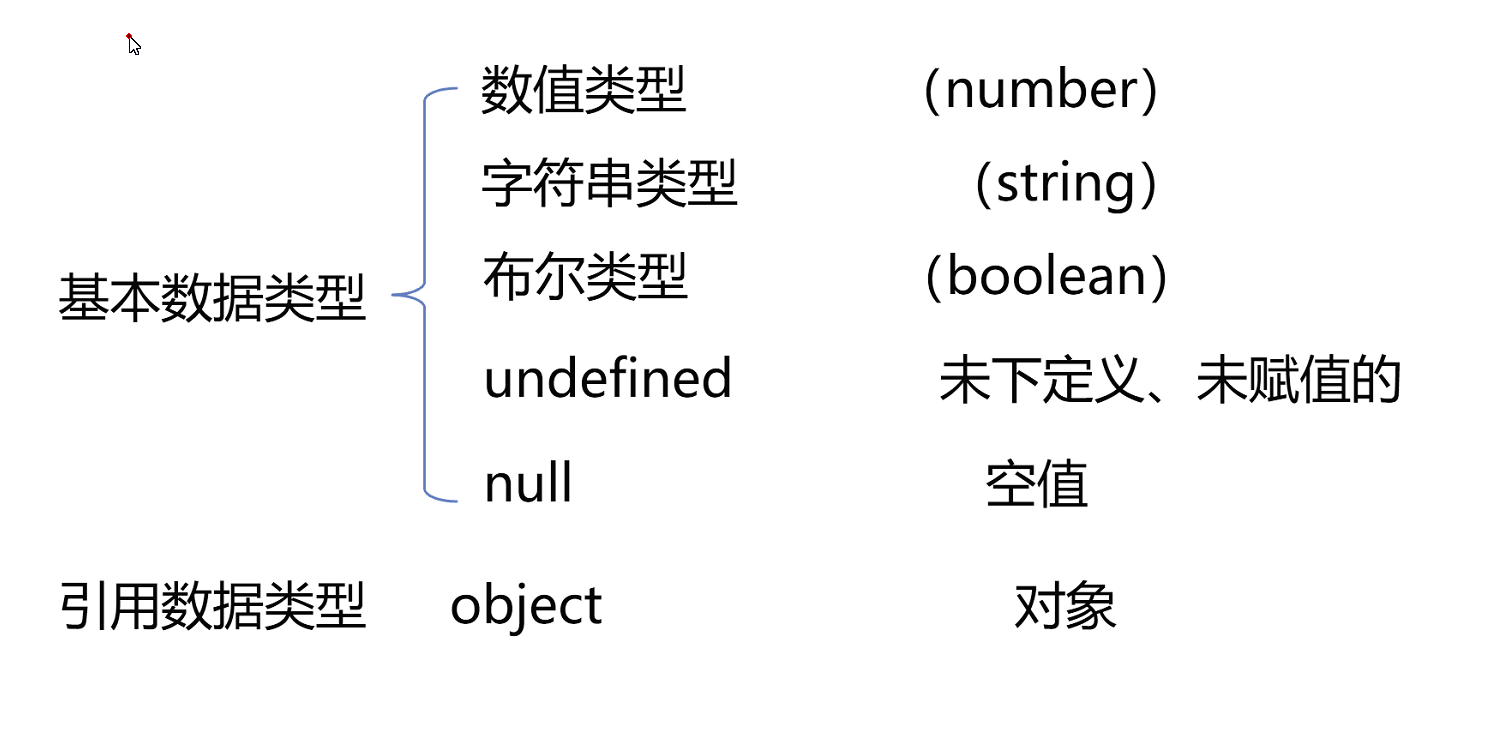 数值类型 （number）
字符串类型 （string）
布尔类型 （boolean）
基本数据类型
undefined 未下定义、未赋值的
null 空值
引用数据类型 object 对象